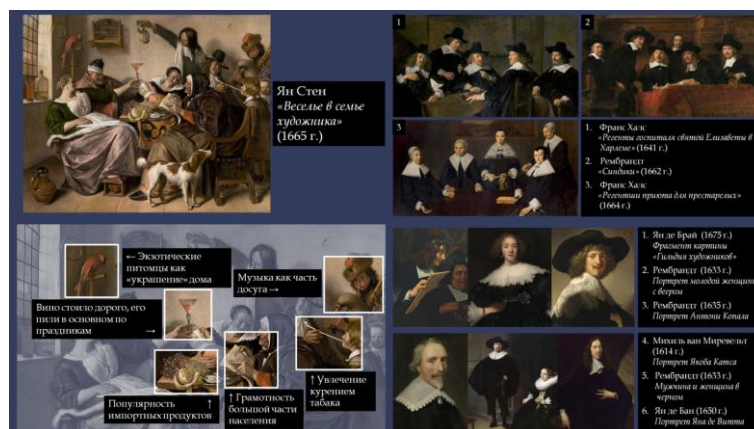 Ян Стен
«Веселье в семье
художника»
(1665 г.)
1
2
3
1. Франс Халс
«Регенты госпиталя святой Елизаветы в
Харлеме» (1641 г.)
2. Рембрандт
«Синдики» (1662 г.)
3. Франс Халс
«Регентши приюта для престарелых»
(1664 г.)
← Экзотические
питомцы как
«украшение» дома
Музыка как часть
досуга →
Вино стоило дорого, его
пили в основном по
праздникам →
Популярность ↑
импортных продуктов
↑ Грамотность
большой части
населения
↑ Увлечение
курением
табака
1. Ян де Брай (1675 г.)
Фрагмент картины
«Гильдия художников»
2. Рембрандт (1633 г.)
Портрет молодой женщины
с веером
3. Рембрандт (1635 г.)
Портрет Антони Копала
4. Михиль ван Миревельт
(1614 г.)
Портрет Якоба Катса
5. Рембрандт (1633 г.)
Мужчина и женщина в
черном
6. Ян де Бан (1650 г.)
Портрет Яна де Витта